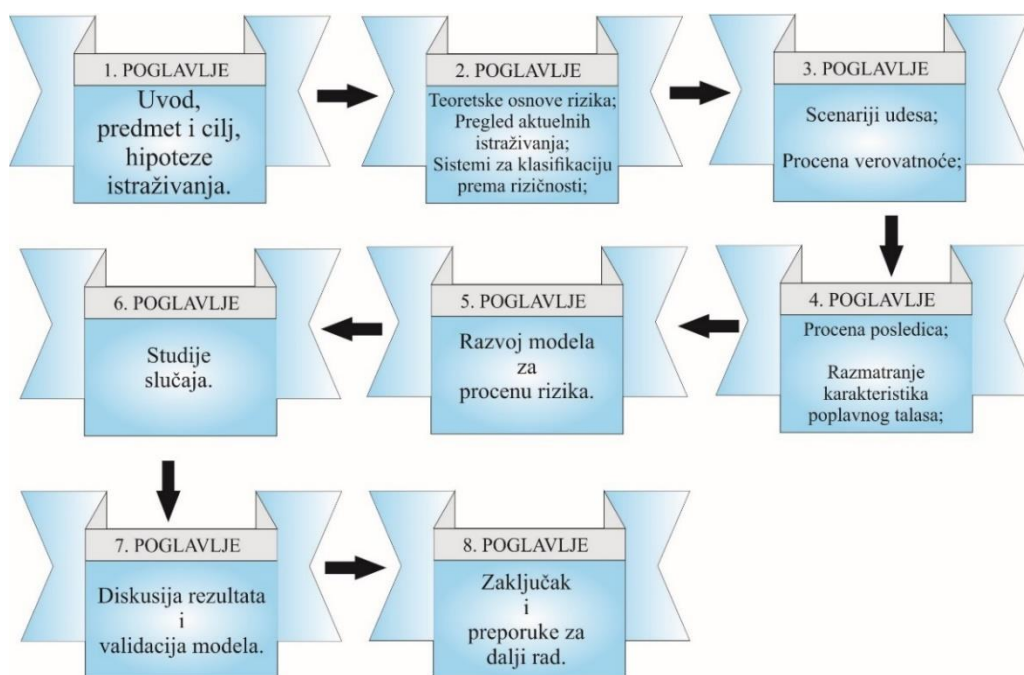 1. POGLAVLJE
Uvod,
predmet i cilj,
hipoteze
istraživanja.
2. POGLAVLJE
Teoretske osnove rizika;
Pregled aktuelnih
istraživanja;
Sistemi za klasifikaciju
prema rizičnosti;
3. POGLAVLJE
Scenariji udesa;
Procena verovatnoće;
4. POGLAVLJE
Procena posledica;
Razmatranje
karakteristika
poplavnog talasa;
5. POGLAVLJE
Razvoj modela
za
procenu rizika.
6. POGLAVLJE
Studije
slučaja.
7. POGLAVLJE
Diskusija rezultata
i
validacija modela.
8. POGLAVLJE
Zaključak
i
preporuke za
dalji rad.